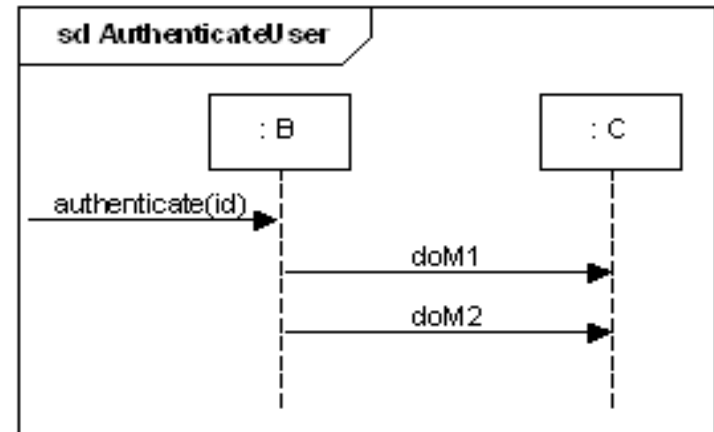 sd AuthenticateUser
: B
: C
authenticate(id)
doM1
doM2